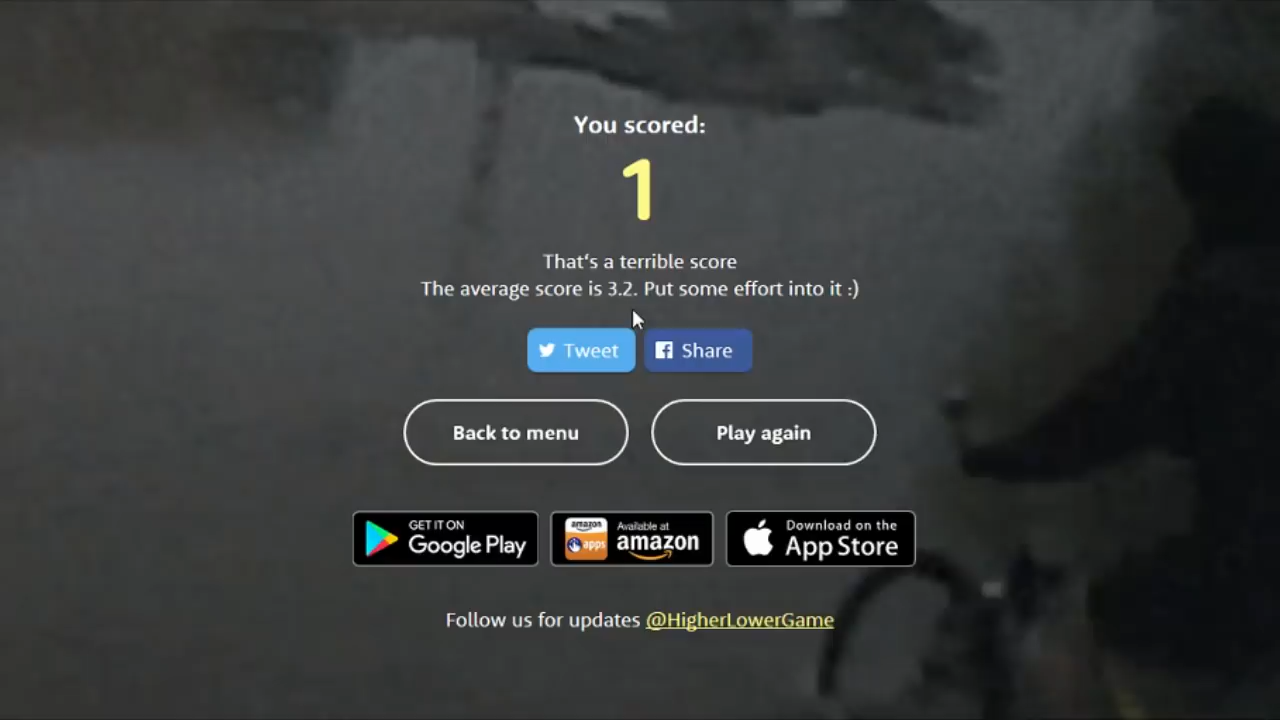 You scored:
1
That's a terrible score
The average score is 3.2. Put some effort into it :)
Tweet Share
Back to menu Play again
GET IT ON
Google Play
amazon
apps
Available at
amazon
Download on the
App Store
Follow us for updates @HigherLowerGame